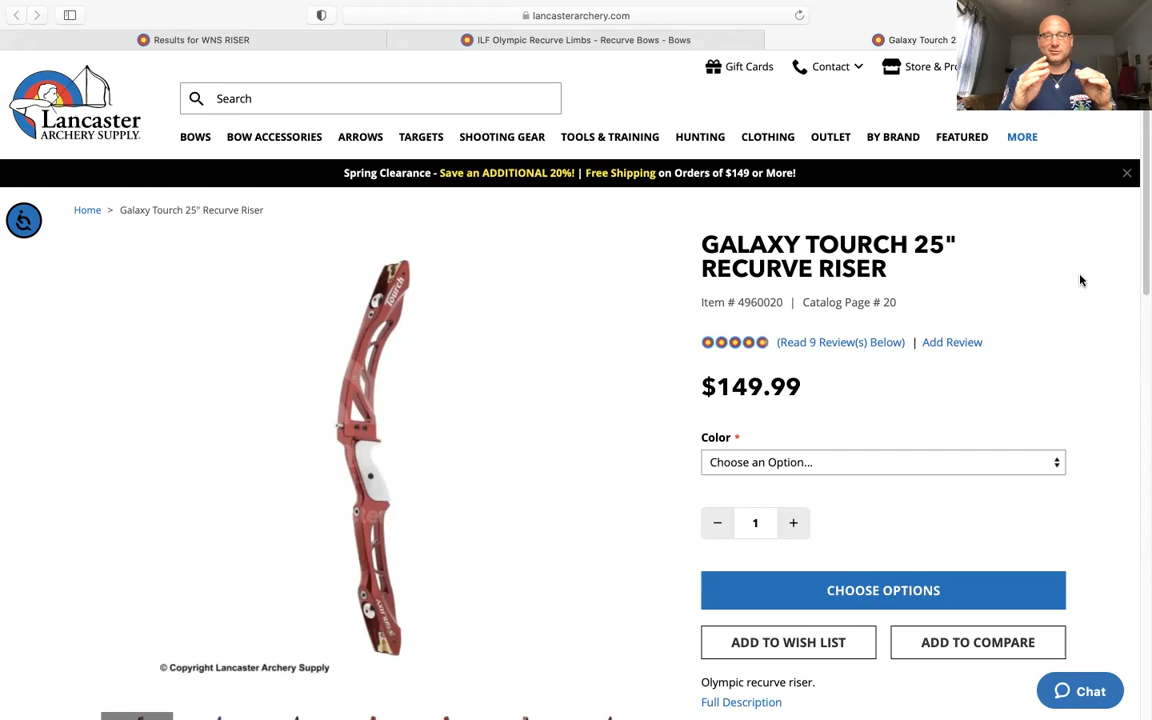 lancasterarchery.com
Results for WNS RISER
ILF Olympic Recurve Limbs - Recurve Bows - Bows
Galaxy Tourch 2
Gift Cards
Contact
Store &
Lancaster
ARCHERY SUPPLY
Search
BOWS
BOW ACCESSORIES
ARROWS
TARGETS
SHOOTING GEAR
TOOLS & TRAINING
HUNTING
CLOTHING
OUTLET
BY BRAND
FEATURED
MORE
Spring Clearance - Save an ADDITIONAL 20%! | Free Shipping on Orders of $149 or More!
Home > Galaxy Tourch 25" Recurve Riser
Tourch
GALAXY
© Copyright Lancaster Archery Supply
GALAXY TOURCH 25"
RECURVE RISER
Item # 4960020 | Catalog Page # 20
(Read 9 Review(s) Below) | Add Review
$149.99
Color *
Choose an Option...
− 1 +
CHOOSE OPTIONS
ADD TO WISH LIST
ADD TO COMPARE
Olympic recurve riser.
Full Description
Chat